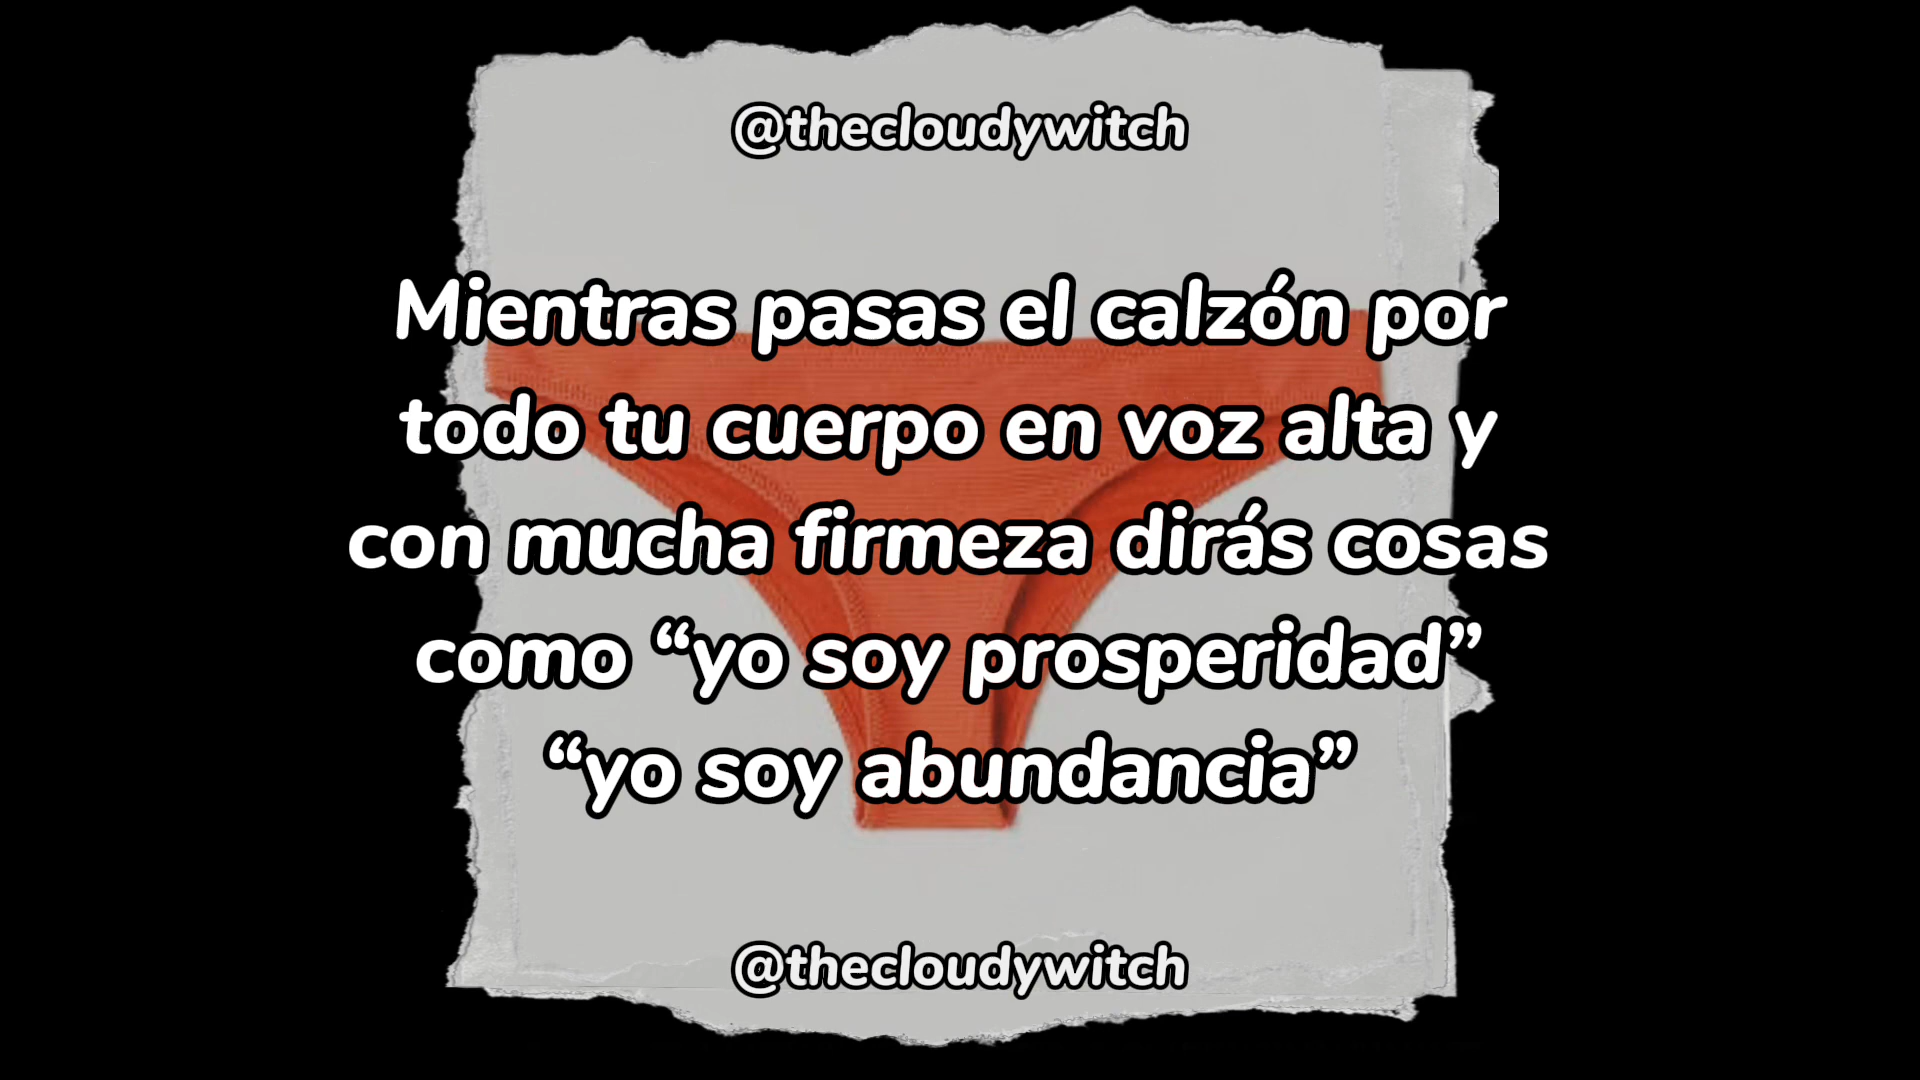 @thecloudywitch
Mientras pasas el calzón por
todo tu cuerpo en voz alta y
con mucha firmeza dirás cosas
como “yo soy prosperidad”
“yo soy abundancia”
@thecloudywitch